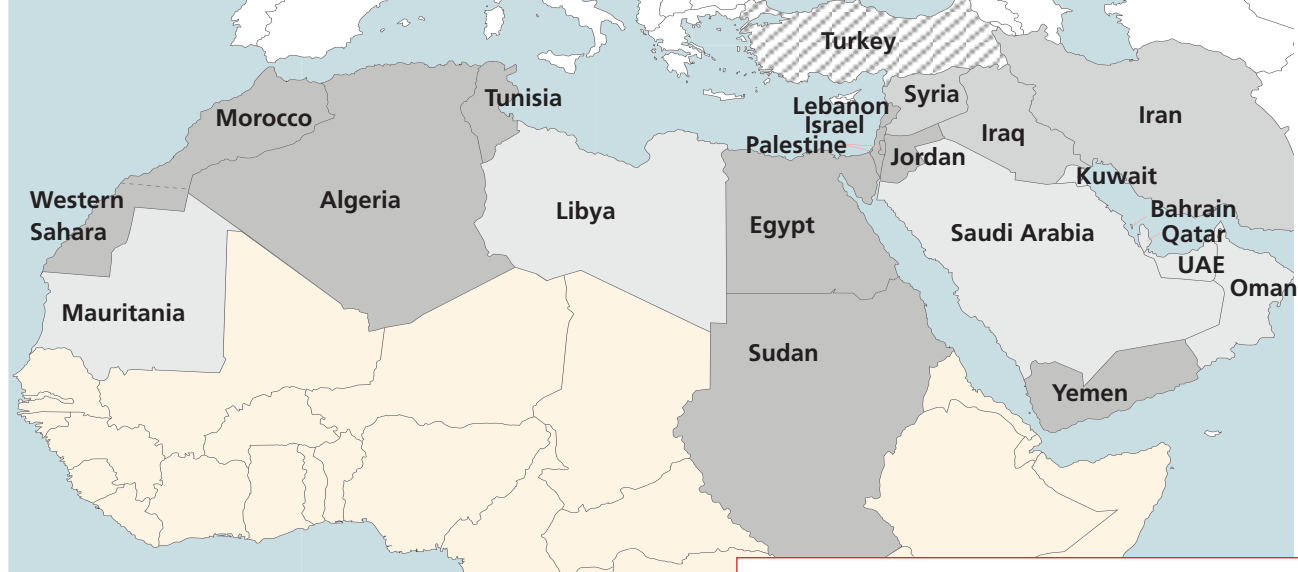 Turkey
Tunisia
Morocco
Lebanon
Israel
Palestine
Syria
Iraq
Iran
Jordan
Kuwait
Western
Sahara
Algeria
Libya
Egypt
Saudi Arabia
Bahrain
Qatar
UAE
Oman
Mauritania
Sudan
Yemen